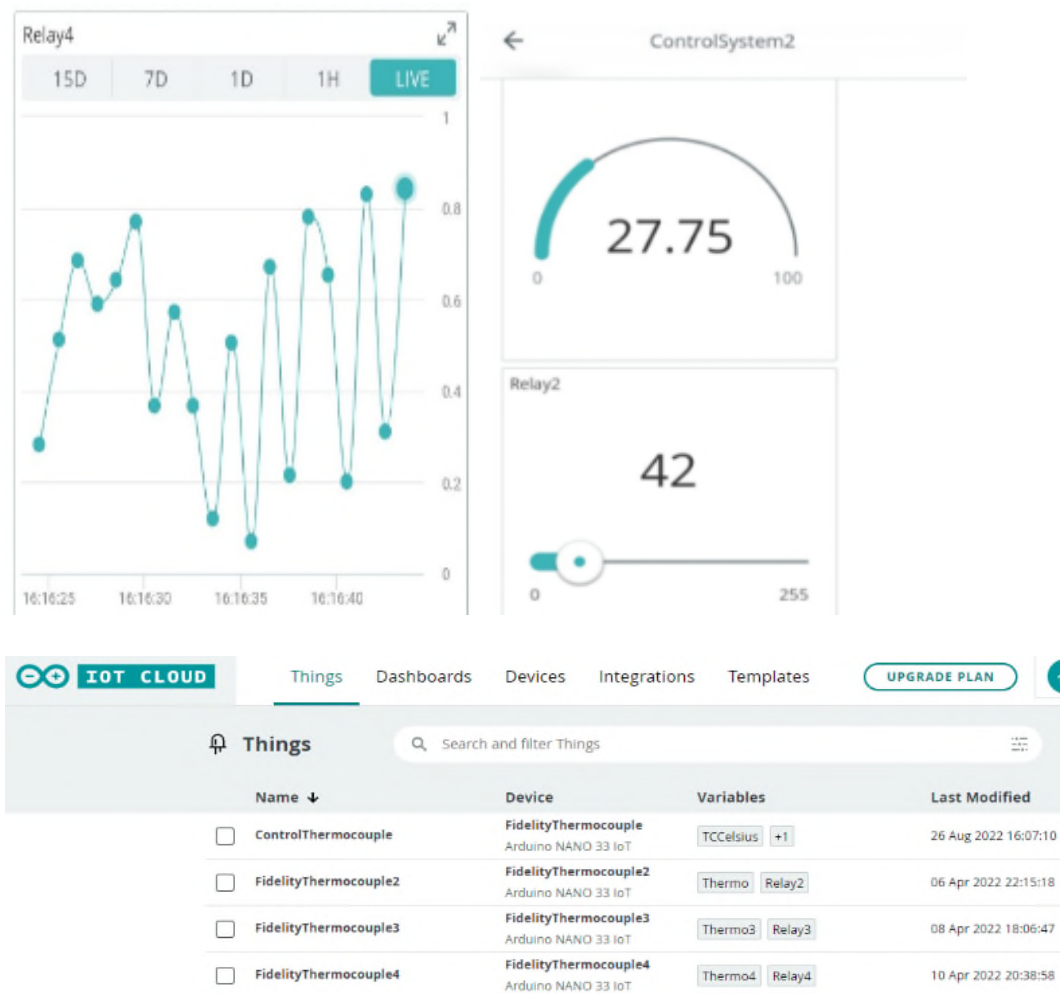 Relay4
15D 7D 1D 1H LIVE
1
0.8
0.6
0.4
0.2
0
16:16:25 16:16:30 16:16:35 16:16:40
ControlSystem2
27.75
0 100
Relay2
42
0 255
IOT CLOUD Things Dashboards Devices Integrations Templates UPGRADE PLAN
Things Search and filter Things
Name Device Variables Last Modified
ControlThermocouple FidelityThermocouple TCCelsius +1 26 Aug 2022 16:07:10
Arduino NANO 33 IoT
FidelityThermocouple2 FidelityThermocouple2 Thermo Relay2 06 Apr 2022 22:15:18
Arduino NANO 33 IoT
FidelityThermocouple3 FidelityThermocouple3 Thermo3 Relay3 08 Apr 2022 18:06:47
Arduino NANO 33 IoT
FidelityThermocouple4 FidelityThermocouple4 Thermo4 Relay4 10 Apr 2022 20:38:58
Arduino NANO 33 IoT